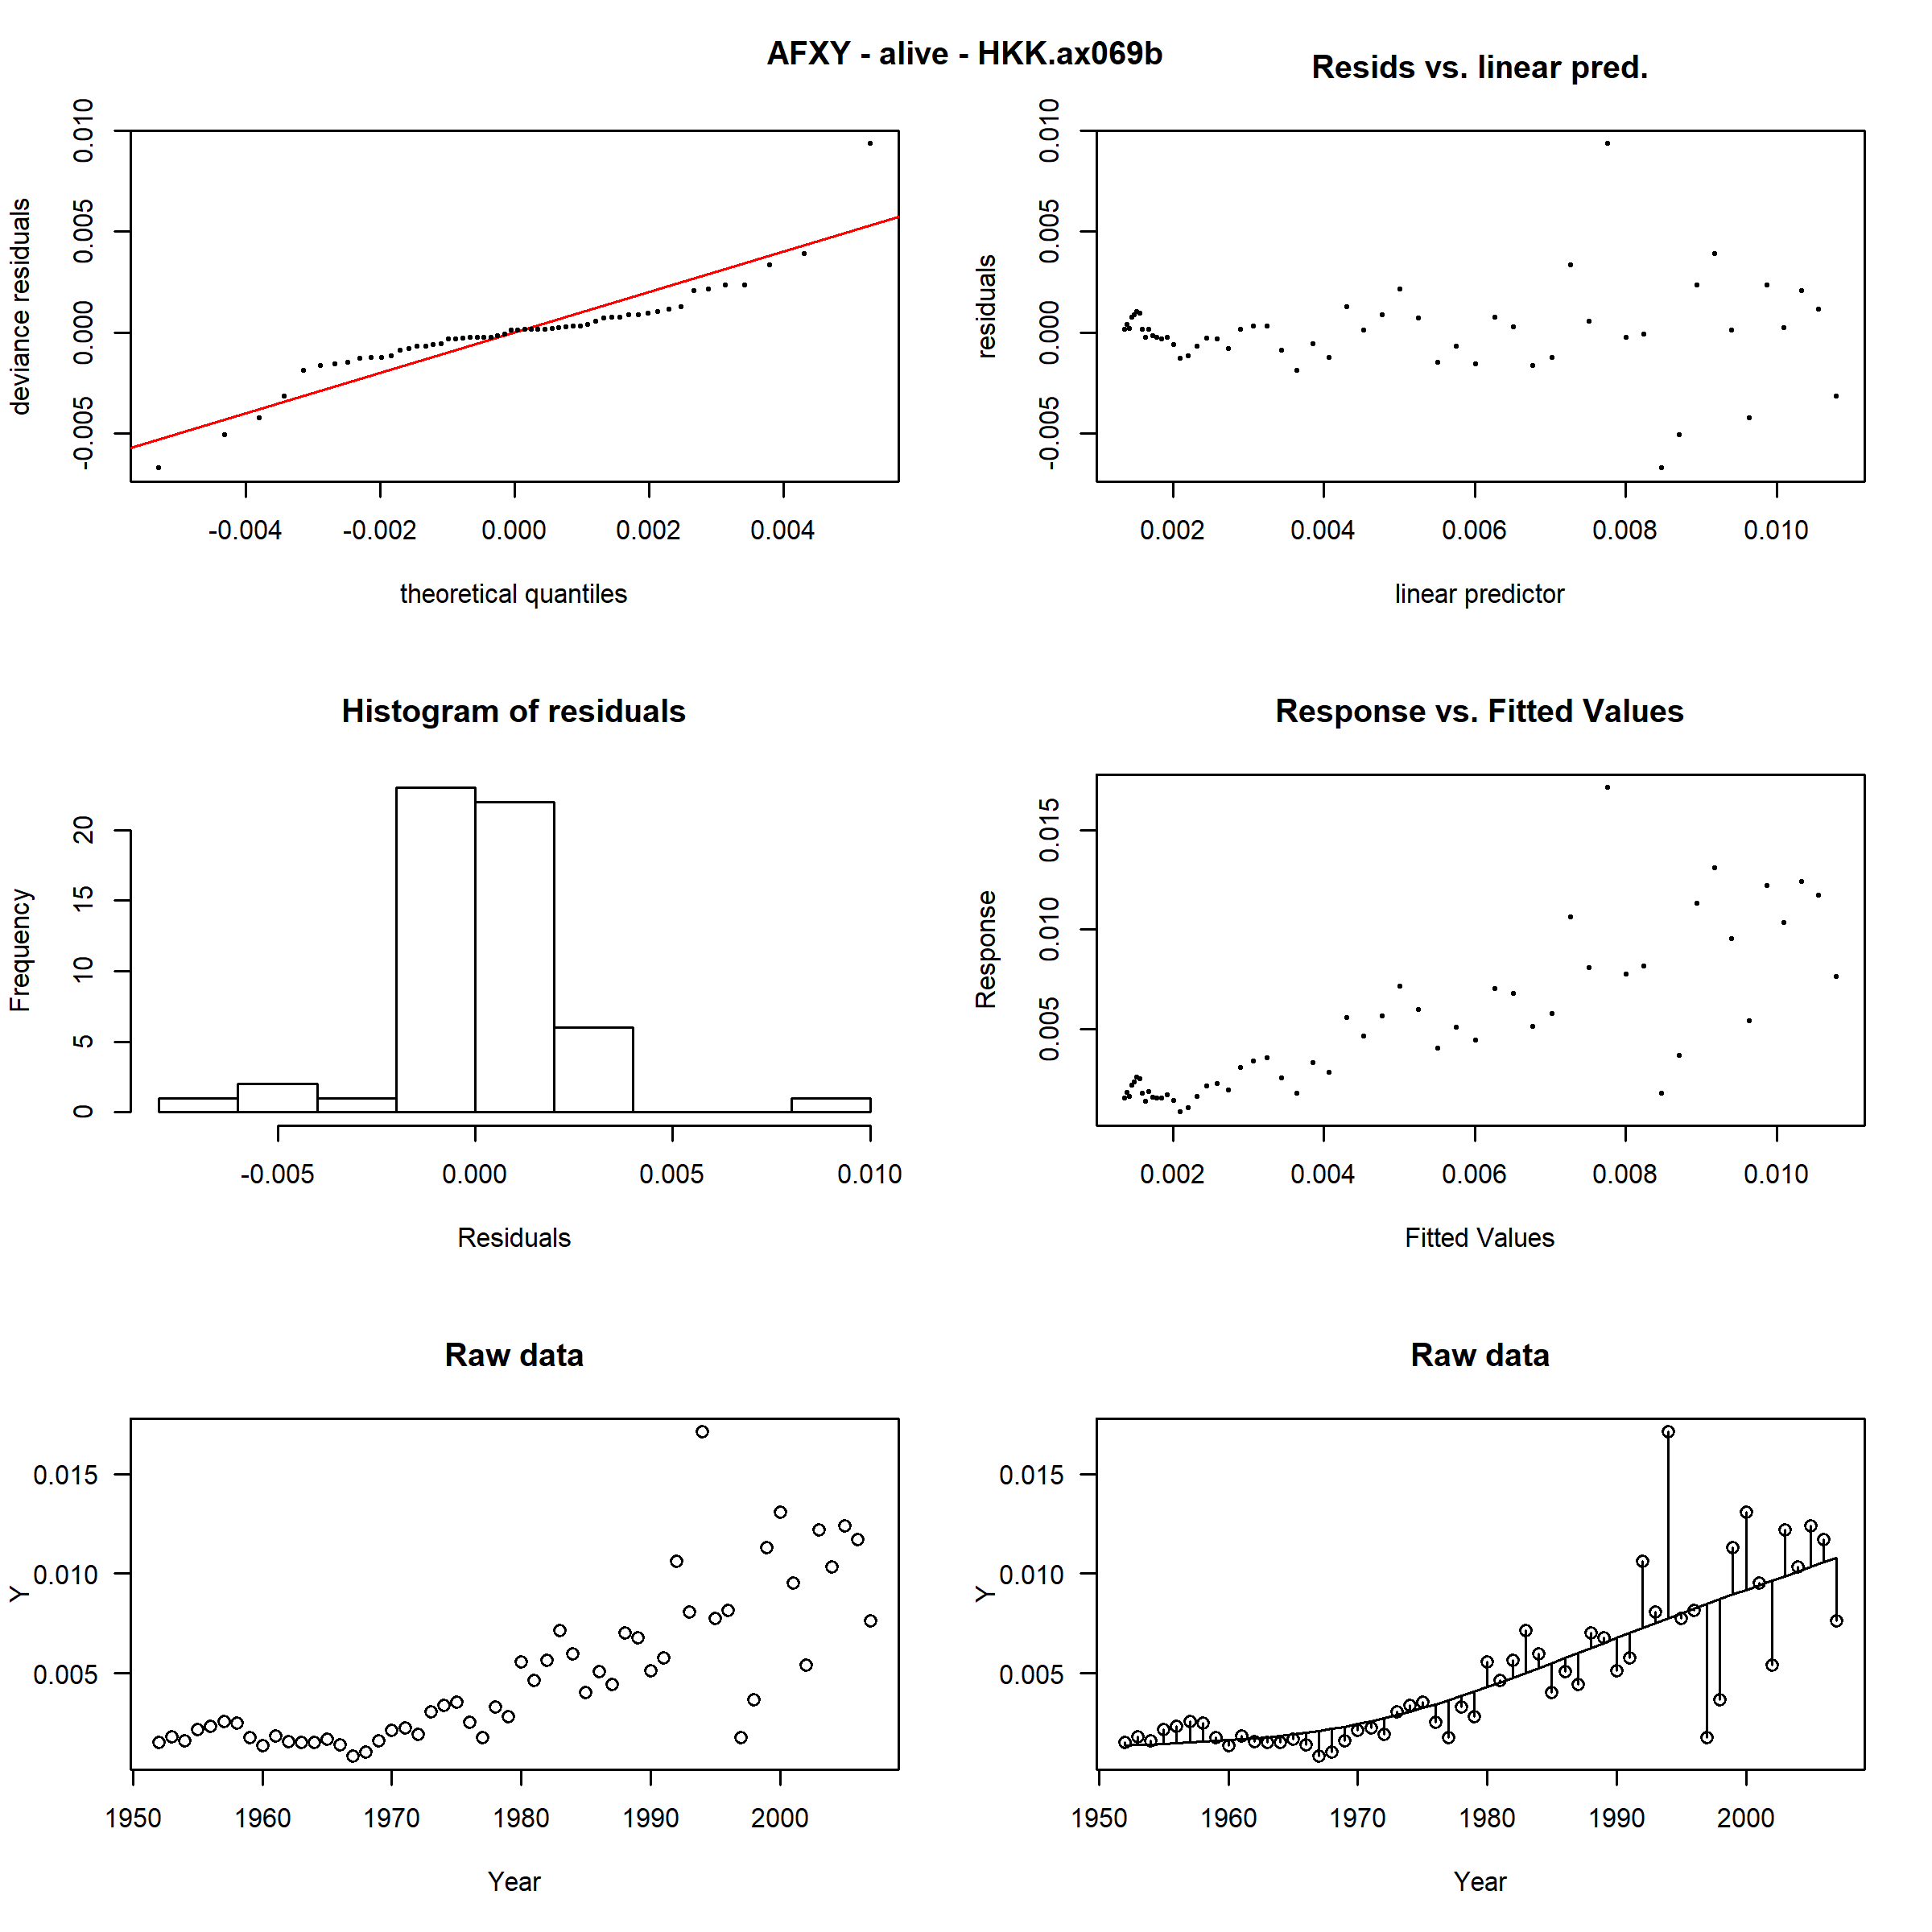 AFXY - alive - HKK.ax069b
Resids vs. linear pred.
deviance residuals
-0.005 0.000 0.005 0.010
-0.004 -0.002 0.000 0.002 0.004
theoretical quantiles
residuals
-0.005 0.000 0.005 0.010
0.002 0.004 0.006 0.008 0.010
linear predictor
Histogram of residuals
Frequency
0 5 10 15 20
-0.005 0.000 0.005 0.010
Residuals
Response vs. Fitted Values
Response
0.005 0.010 0.015
0.002 0.004 0.006 0.008 0.010
Fitted Values
Raw data
Y
0.015
0.010
0.005
1950 1960 1970 1980 1990 2000
Year
Raw data
Y
0.015
0.010
0.005
1950 1960 1970 1980 1990 2000
Year